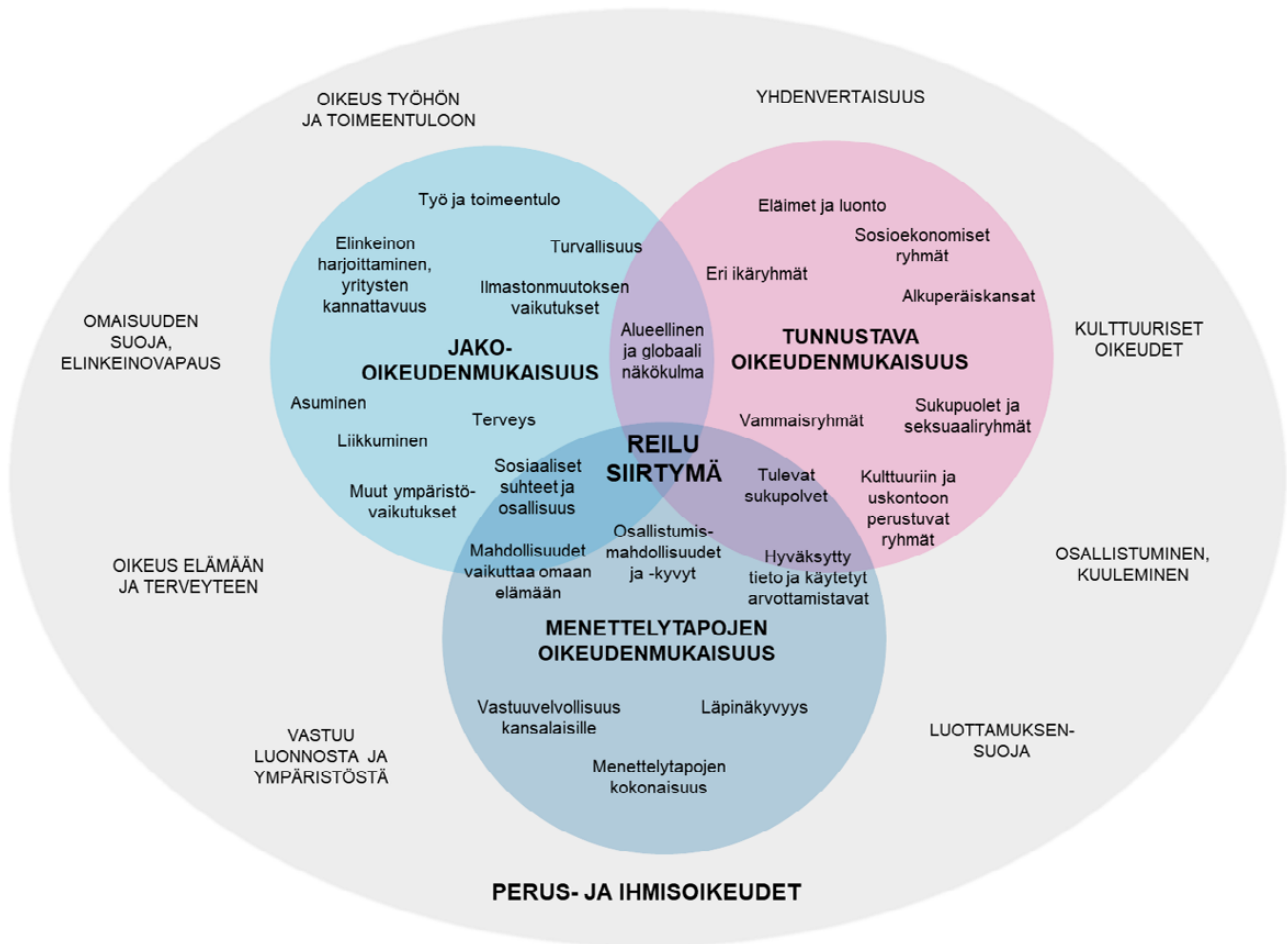 OIKEUS TYÖHÖN
JA TOIMEENTULOON
YHDENVERTAISUUS
OMAISUUDEN
SUOJA,
ELINKEINOVAPAUS
KULTTUURISET
OIKEUDET
OIKEUS ELÄMÄÄN
JA TERVEYTEEN
OSALLISTUMINEN,
KUULEMINEN
VASTUU
LUONNOSTA JA
YMPÄRISTÖSTÄ
LUOTTAMUKSEN-
SUOJA
Työ ja toimeentulo
Elinkeinon
harjoittaminen,
yritysten
kannattavuus
Turvallisuus
Ilmastonmuutoksen
vaikutukset
JAKO-
OIKEUDENMUKAISUUS
Asuminen
Terveys
Liikkuminen
Muut ympäristö-
vaikutukset
Sosiaaliset
suhteet ja
osallisuus
Mahdollisuudet
vaikuttaa omaan
elämään
Alueellinen
ja globaali
näkökulma
REILU
SIIRTYMÄ
Eläimet ja luonto
Sosioekonomiset
ryhmät
Eri ikäryhmät
Alkuperäiskansat
TUNNUSTAVA
OIKEUDENMUKAISUUS
Vammaisryhmät
Sukupuolet ja
seksuaaliryhmät
Tulevat
sukupolvet
Kulttuuriin ja
uskontoon
perustuvat
ryhmät
Osallistumis-
mahdollisuudet
ja -kyvyt
Hyväksytty
tieto ja käytetyt
arvottamistavat
MENETTELYTAPOJEN
OIKEUDENMUKAISUUS
Vastuuvelvollisuus
kansalaisille
Läpinäkyvyys
Menettelytapojen
kokonaisuus
PERUS- JA IHMISOIKEUDET